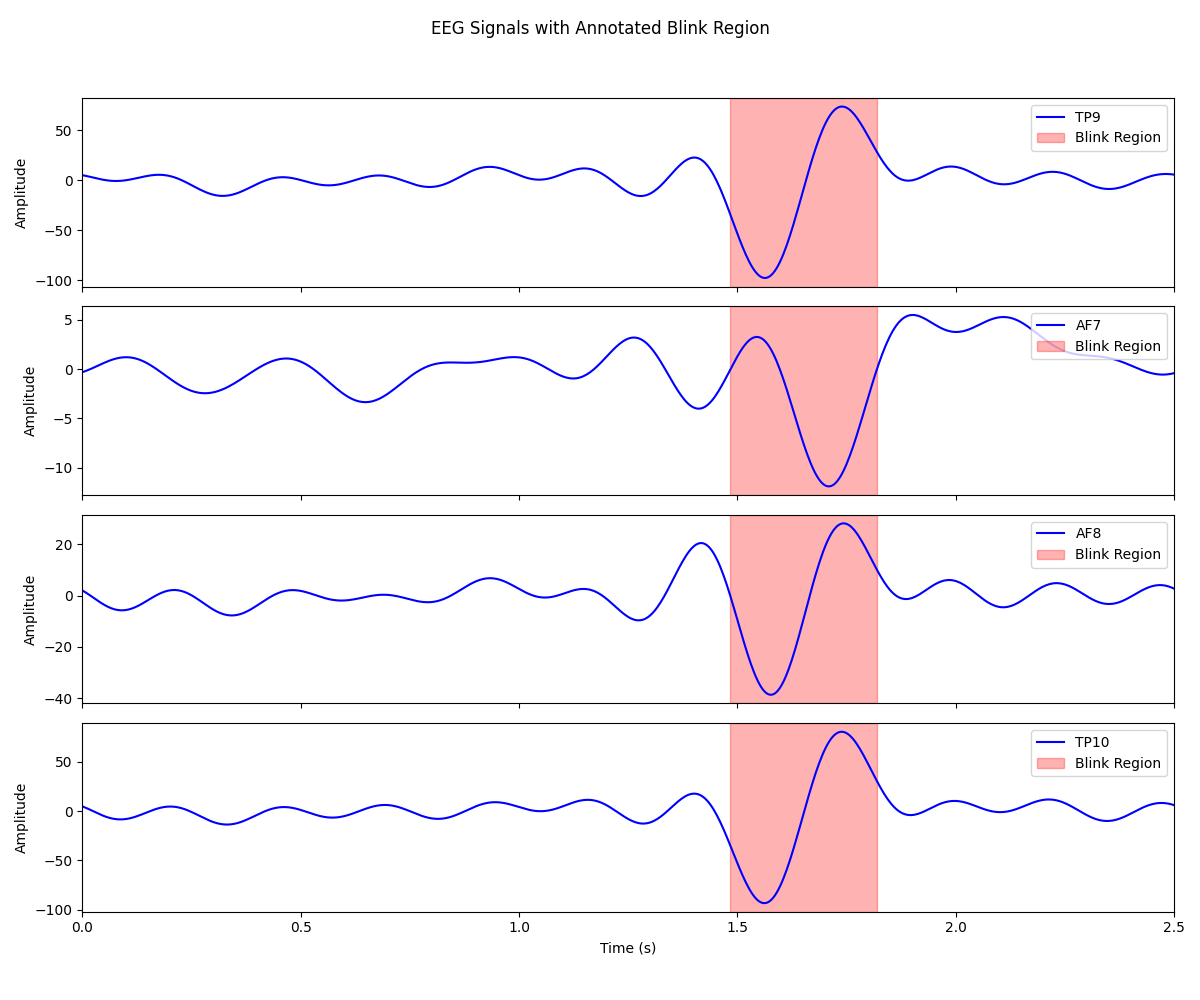 EEG Signals with Annotated Blink Region
50
0
−50
−100
Amplitude
TP9
Blink Region
5
0
−5
−10
Amplitude
AF7
Blink Region
20
0
−20
−40
Amplitude
AF8
Blink Region
50
0
−50
−100
Amplitude
TP10
Blink Region
0.0 0.5 1.0 1.5 2.0 2.5
Time (s)